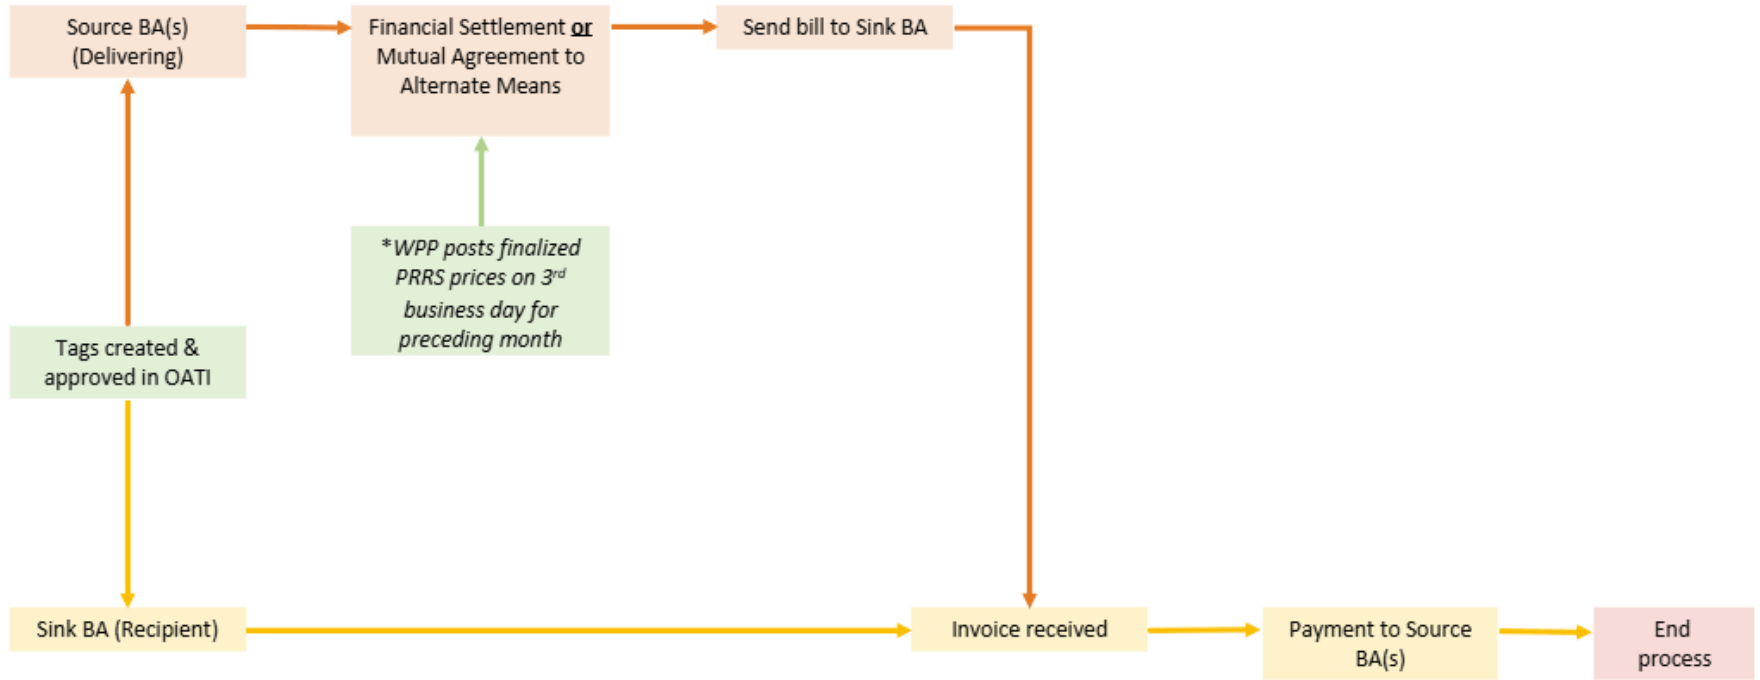 Source BA(s)
(Delivering)
Financial Settlement or
Mutual Agreement to
Alternate Means
Send bill to Sink BA
*WPP posts finalized
PRRS prices on 3rd
business day for
preceding month
Tags created &
approved in OATI
Sink BA (Recipient)
Invoice received
Payment to Source
BA(s)
End
process